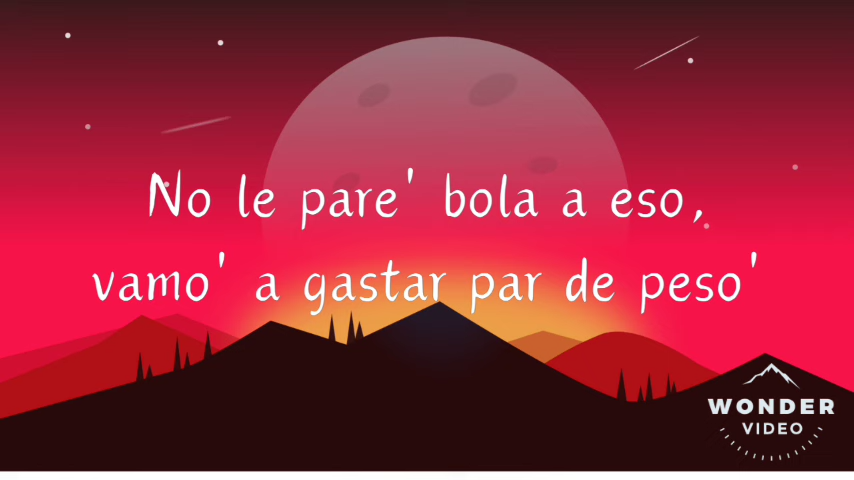 No le pare' bola a eso,
vamo' a gastar par de peso'
WONDER
VIDEO